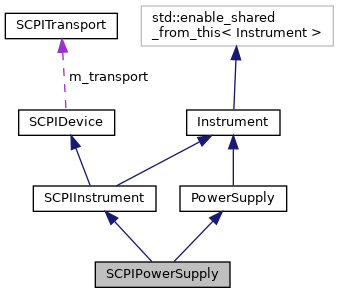 SCPITransport
std::enable_shared
_from_this< Instrument >
m_transport
SCPIDevice
Instrument
SCPIInstrument
PowerSupply
SCPIPowerSupply